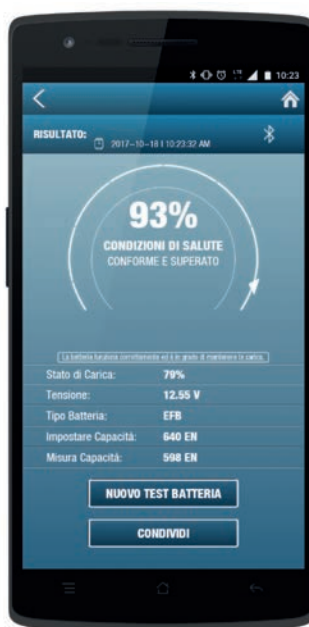 LTE 10:23
RISULTATO:
2017-10-18 I 10:23:32 AM
93%
CONDIZIONI DI SALUTE
CONFORME E SUPERATO
La batteria funziona correttamente ed è in grado di mantenere la carica.
Stato di Carica: 79%
Tensione: 12.55 V
Tipo Batteria: EFB
Impostare Capacità: 640 EN
Misura Capacità: 598 EN
NUOVO TEST BATTERIA
CONDIVIDI